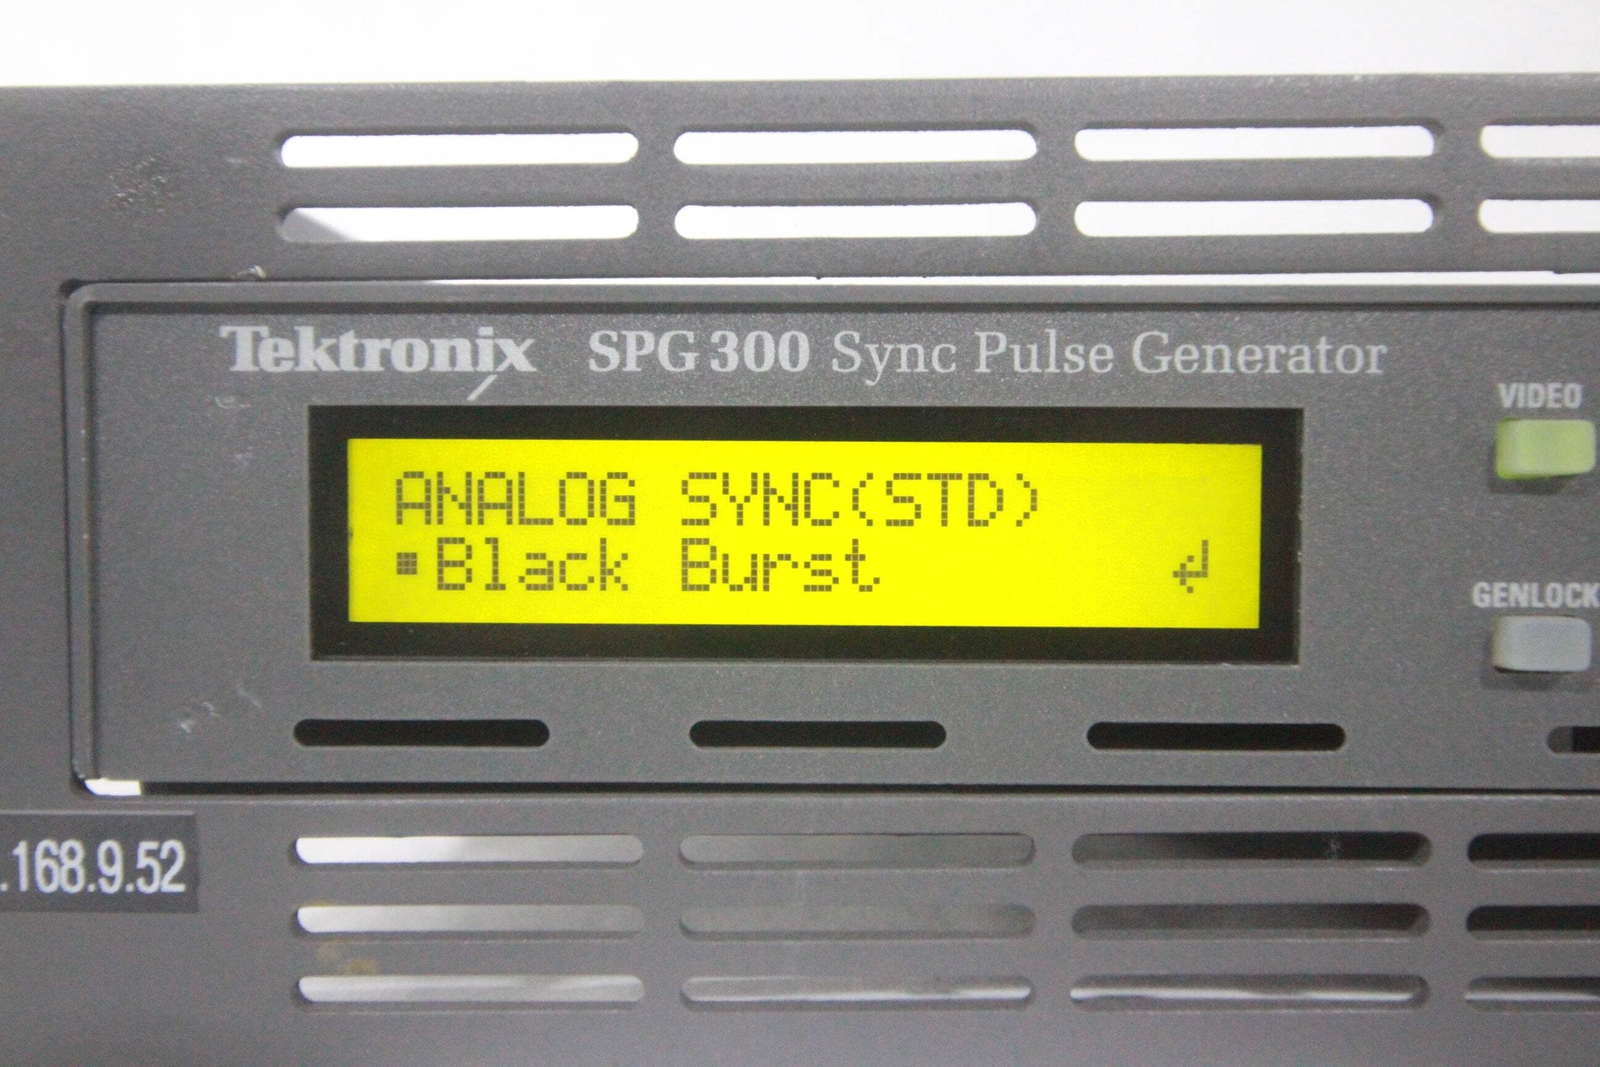 Tektronix SPG 300 Sync Pulse Generator
VIDEO
ANALOG SYNC(STD)
▪Black Burst ↲
GENLOCK
.168.9.52